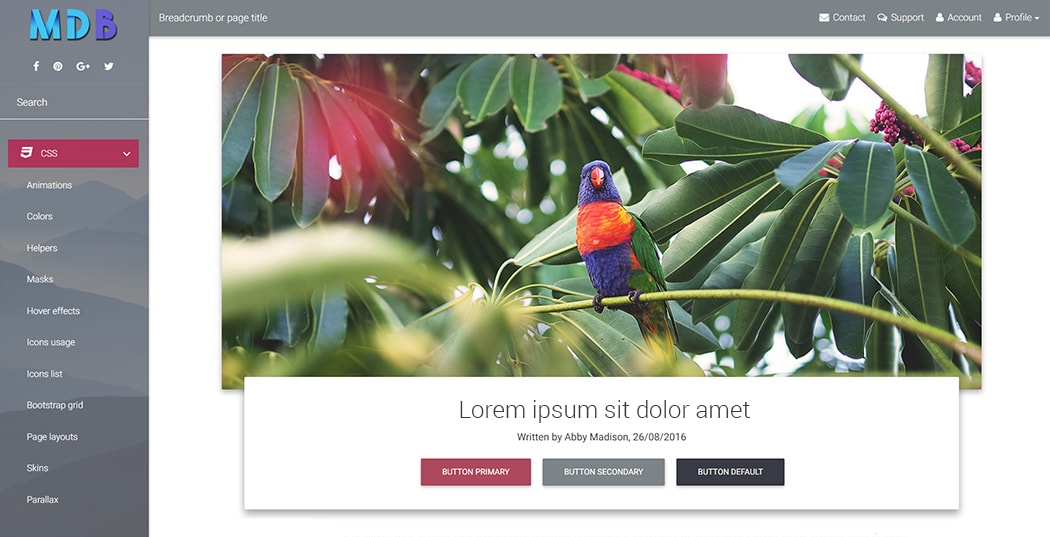 MDB
Search
CSS
Animations
Colors
Helpers
Masks
Hover effects
Icons usage
Icons list
Bootstrap grid
Page layouts
Skins
Parallax
Breadcrumb or page title
Contact Support Account Profile
Lorem ipsum sit dolor amet
Written by Abby Madison, 26/08/2016
BUTTON PRIMARY BUTTON SECONDARY BUTTON DEFAULT